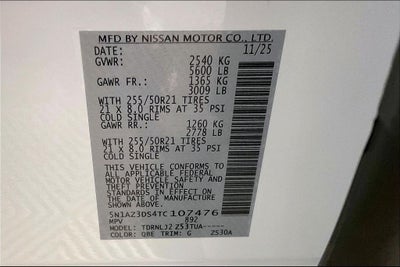 MFD BY NISSAN MOTOR CO., LTD.
DATE: 11/25
GVWR: 2540 KG
5600 LB
GAWR FR.: 1365 KG
3009 LB
WITH 255/50R21 TIRES
21 x 8.0 RIMS AT 35 PSI
COLD SINGLE
GAWR RR.: 1260 KG
2778 LB
WITH 255/50R21 TIRES
21 x 8.0 RIMS AT 35 PSI
COLD SINGLE
THIS VEHICLE CONFORMS TO
ALL APPLICABLE FEDERAL
MOTOR VEHICLE SAFETY AND
THEFT PREVENTION
STANDARDS IN EFFECT ON
THE DATE OF MANUFACTURE
SHOWN ABOVE.
5N1AZ3DS4TC107476
MPV 892
MODEL: TDRNLJ2 Z53TUA-----
COLOR: QBE TRIM: G 2S30A